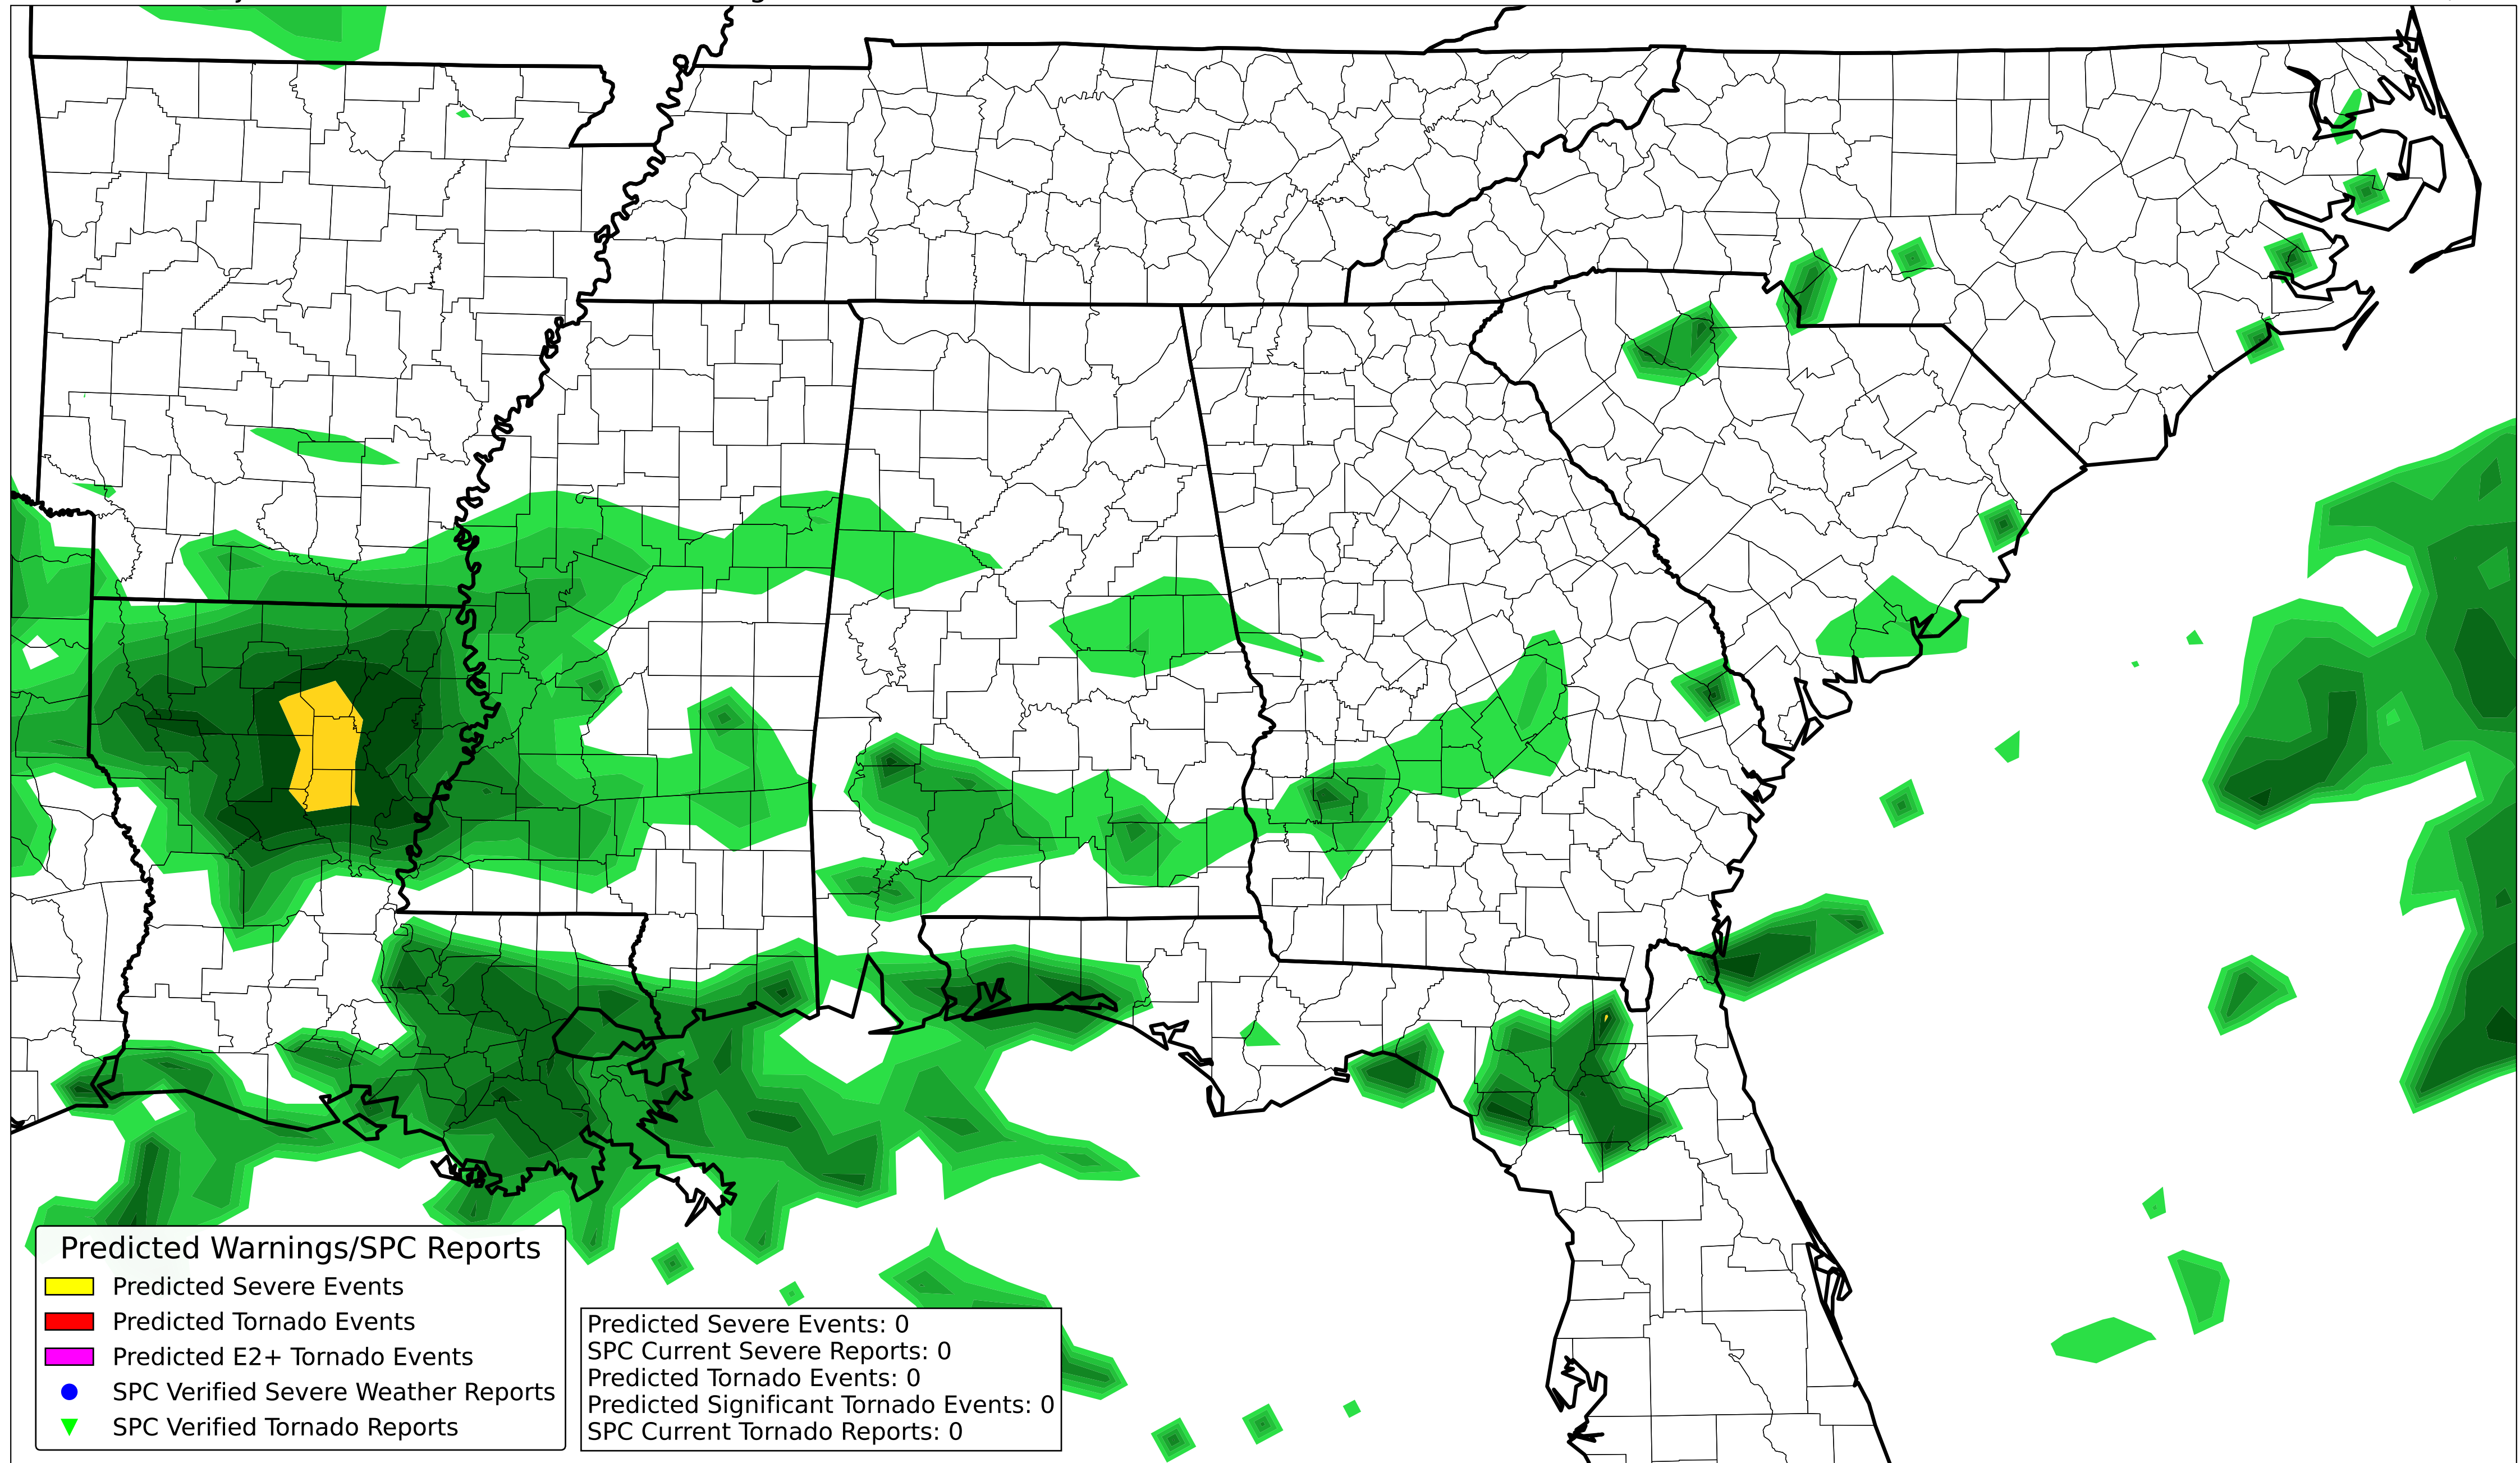 Predicted Warnings/SPC Reports
Predicted Severe Events
Predicted Tornado Events
Predicted E2+ Tornado Events
SPC Verified Severe Weather Reports
SPC Verified Tornado Reports
Predicted Severe Events: 0
SPC Current Severe Reports: 0
Predicted Tornado Events: 0
Predicted Significant Tornado Events: 0
SPC Current Tornado Reports: 0